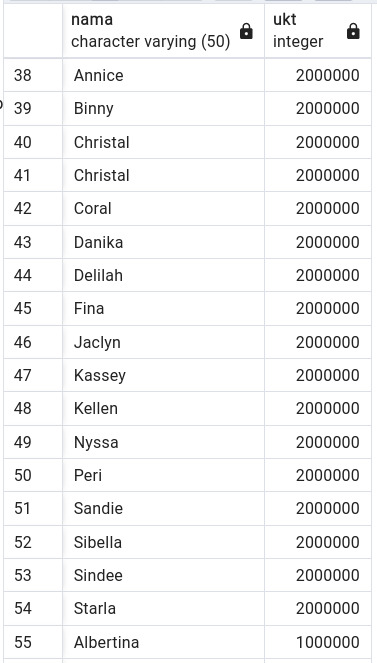 nama ukt
character varying (50) integer
38 Annice 2000000
39 Binny 2000000
40 Christal 2000000
41 Christal 2000000
42 Coral 2000000
43 Danika 2000000
44 Delilah 2000000
45 Fina 2000000
46 Jaclyn 2000000
47 Kassey 2000000
48 Kellen 2000000
49 Nyssa 2000000
50 Peri 2000000
51 Sandie 2000000
52 Sibella 2000000
53 Sindee 2000000
54 Starla 2000000
55 Albertina 1000000